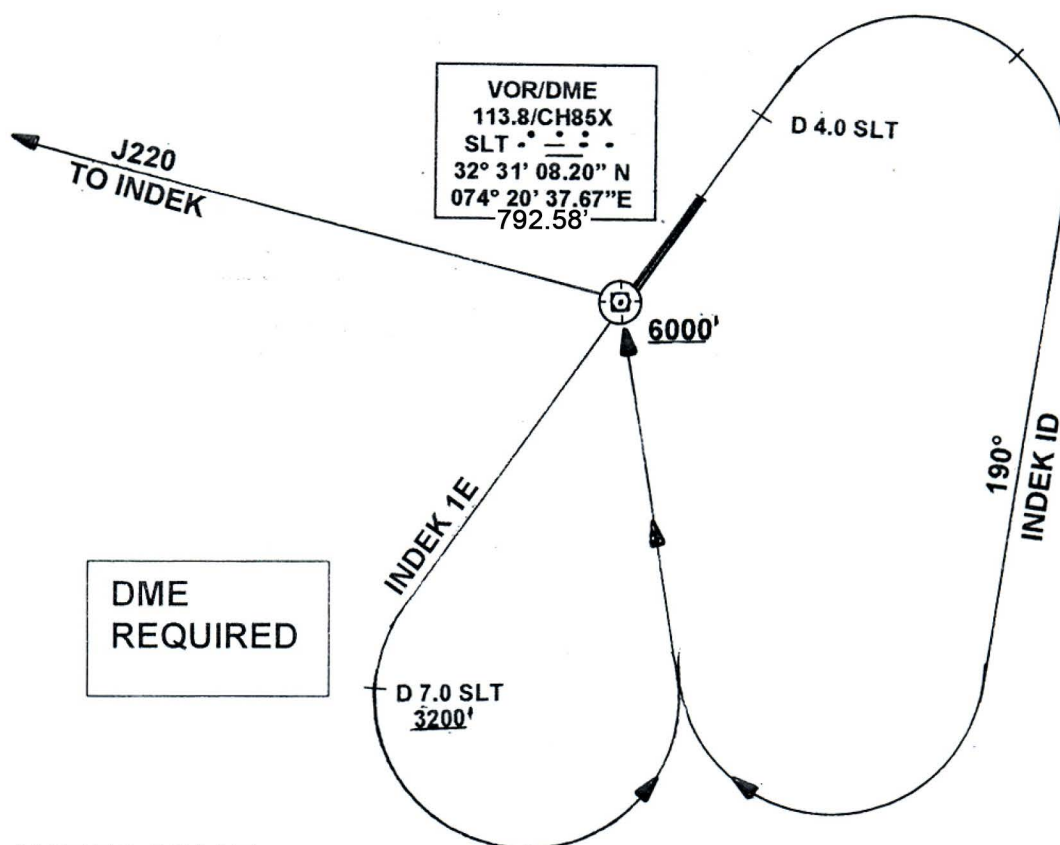 VOR/DME
113.8/CH85X
SLT
32° 31' 08.20" N
074° 20' 37.67"E
792.58'
D 4.0 SLT
J220
TO INDEK
6000'
190°
INDEK ID
INDEK 1E
DME
REQUIRED
D 7.0 SLT
3200'